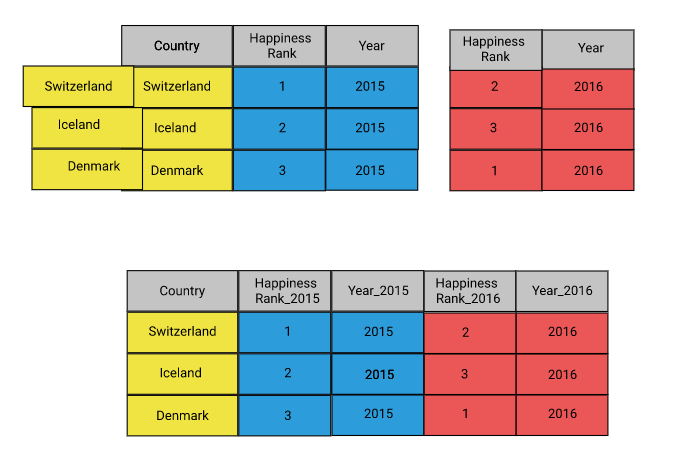 Country Happiness Rank Year Happiness Rank Year
Switzerland Switzerland 1 2015 2 2016
Iceland Iceland 2 2015 3 2016
Denmark Denmark 3 2015 1 2016
Country Happiness Rank_2015 Year_2015 Happiness Rank_2016 Year_2016
Switzerland 1 2015 2 2016
Iceland 2 2015 3 2016
Denmark 3 2015 1 2016